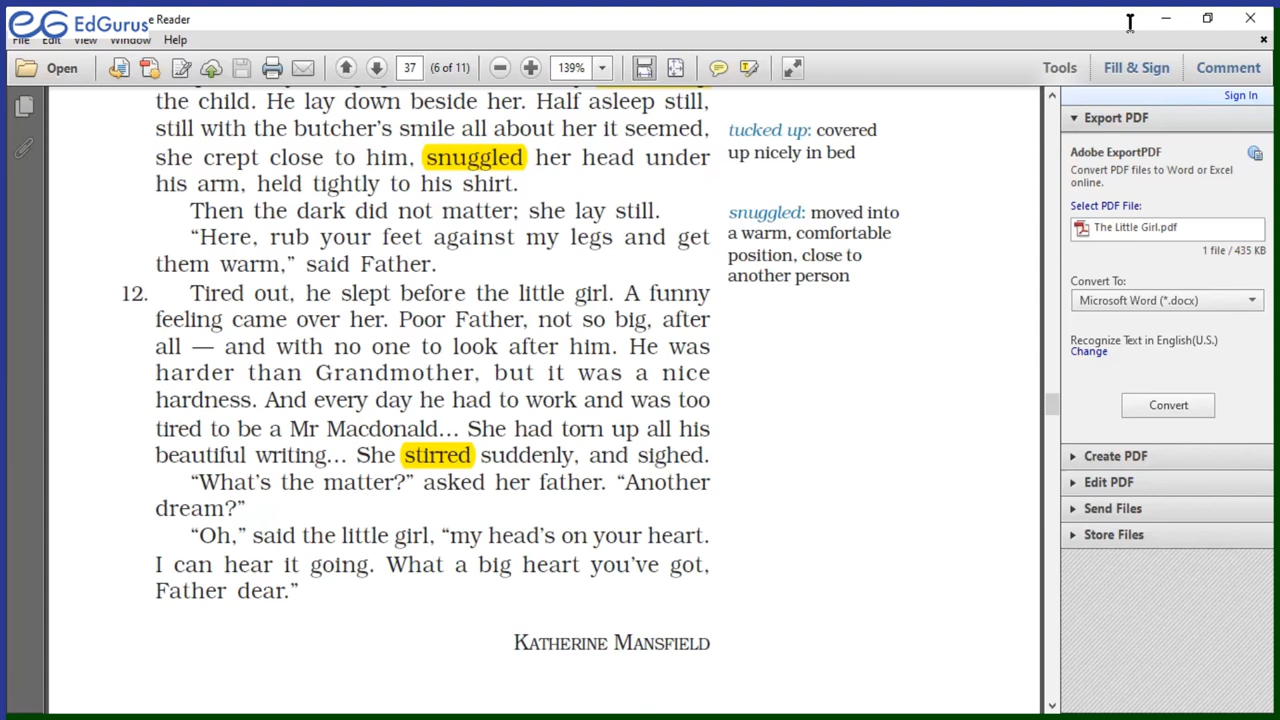 EdGurus e Reader
File Edit View Window Help
Open 37 (6 of 11) 139% Tools Fill & Sign Comment
Sign In
the child. He lay down beside her. Half asleep still,
still with the butcher's smile all about her it seemed,
she crept close to him, snuggled her head under
his arm, held tightly to his shirt.
Then the dark did not matter; she lay still.
“Here, rub your feet against my legs and get
them warm,” said Father.
12. Tired out, he slept before the little girl. A funny
feeling came over her. Poor Father, not so big, after
all — and with no one to look after him. He was
harder than Grandmother, but it was a nice
hardness. And every day he had to work and was too
tired to be a Mr Macdonald... She had torn up all his
beautiful writing... She stirred suddenly, and sighed.
“What's the matter?” asked her father. “Another
dream?”
“Oh,” said the little girl, “my head's on your heart.
I can hear it going. What a big heart you've got,
Father dear.”
KATHERINE MANSFIELD
tucked up: covered
up nicely in bed
snuggled: moved into
a warm, comfortable
position, close to
another person
Export PDF
Adobe ExportPDF
Convert PDF files to Word or Excel
online.
Select PDF File:
The Little Girl.pdf
1 file / 435 KB
Convert To:
Microsoft Word (*.docx)
Recognize Text in English(U.S.)
Change
Convert
Create PDF
Edit PDF
Send Files
Store Files